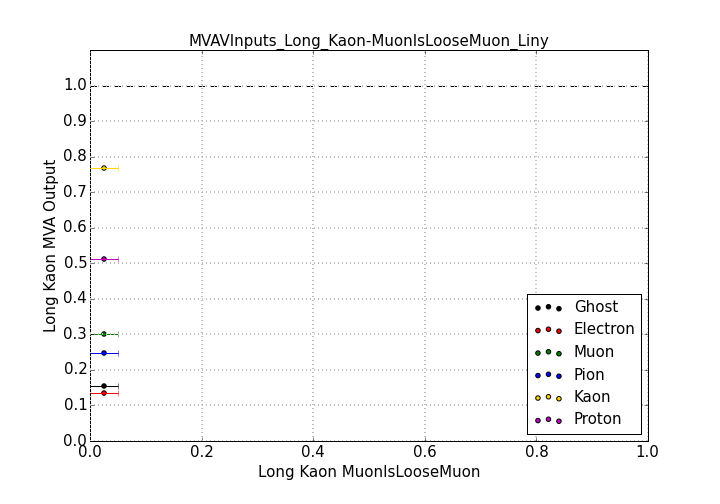 MVAVInputs_Long_Kaon-MuonIsLooseMuon_Liny
Long Kaon MVA Output
1.0
0.9
0.8
0.7
0.6
0.5
0.4
0.3
0.2
0.1
0.0
0.0 0.2 0.4 0.6 0.8 1.0
Long Kaon MuonIsLooseMuon
Ghost
Electron
Muon
Pion
Kaon
Proton